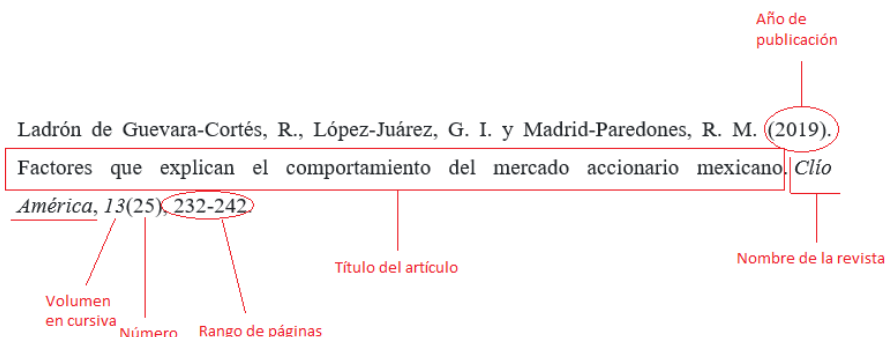 Año de
publicación
Ladrón de Guevara-Cortés, R., López-Juárez, G. I. y Madrid-Paredones, R. M. (2019).
Factores que explican el comportamiento del mercado accionario mexicano. Clío
América, 13(25), 232-242.
Título del artículo
Nombre de la revista
Volumen
en cursiva
Número
Rango de páginas